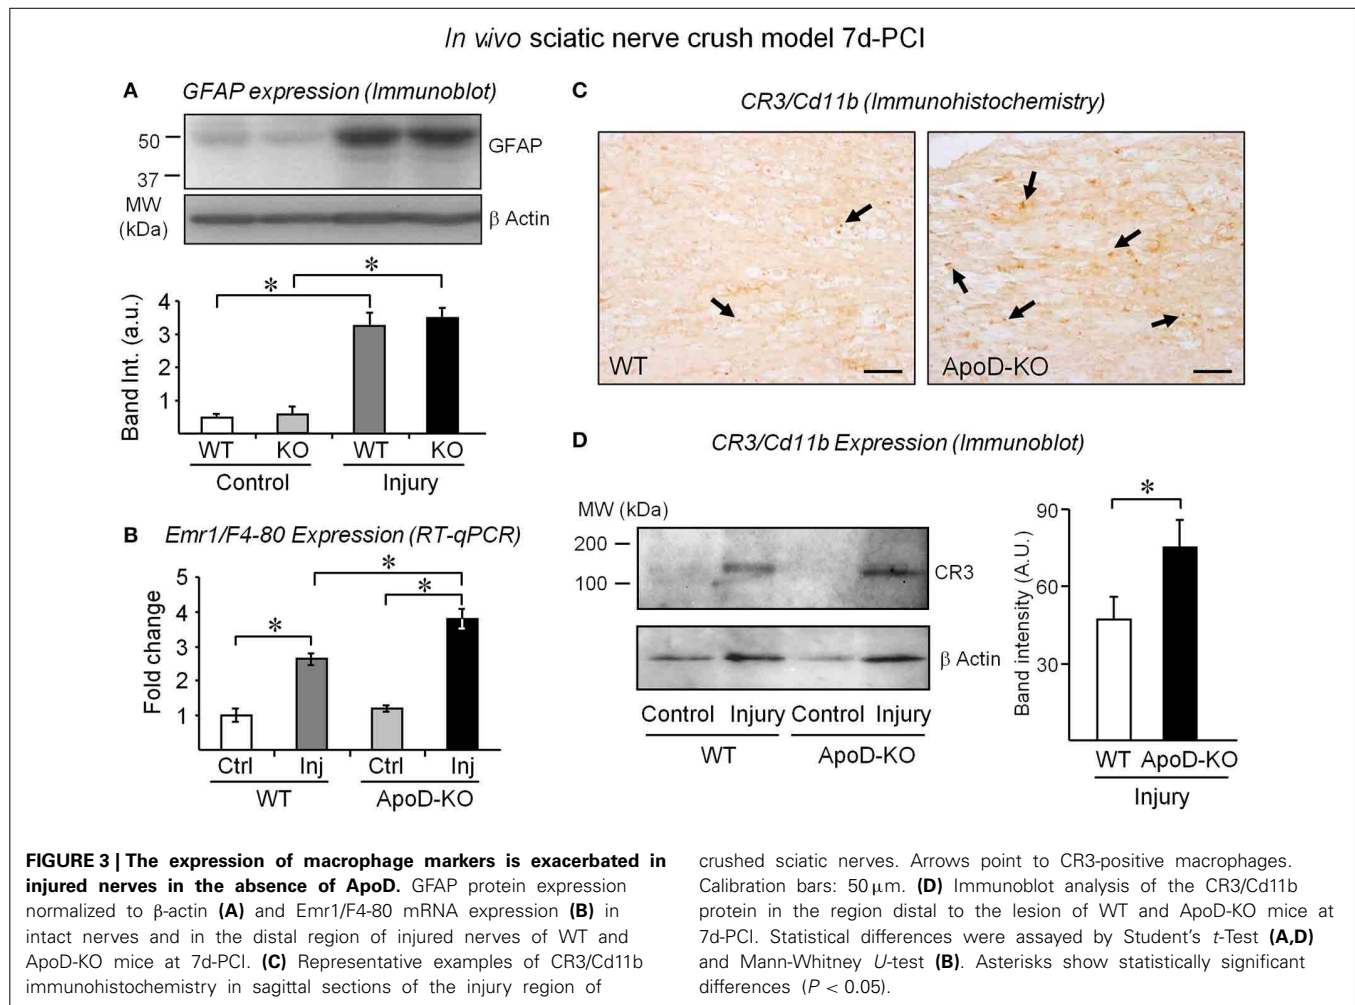 In vivo sciatic nerve crush model 7d-PCI
A
GFAP expression (Immunoblot)
50
37
MW
(kDa)
GFAP
β Actin
*
*
Band Int. (a.u.)
4
3
2
1
WT
KO
WT
KO
Control
Injury
B
Emr1/F4-80 Expression (RT-qPCR)
*
*
*
Fold change
5
4
3
2
1
Ctrl
Inj
Ctrl
Inj
WT
ApoD-KO
C
CR3/Cd11b (Immunohistochemistry)
WT
ApoD-KO
D
CR3/Cd11b Expression (Immunoblot)
MW (kDa)
200
100
CR3
β Actin
Control
Injury
Control
Injury
WT
ApoD-KO
*
Band intensity (A.U.)
90
60
30
WT
ApoD-KO
Injury
FIGURE 3 | The expression of macrophage markers is exacerbated in
injured nerves in the absence of ApoD. GFAP protein expression
normalized to β-actin (A) and Emr1/F4-80 mRNA expression (B) in
intact nerves and in the distal region of injured nerves of WT and
ApoD-KO mice at 7d-PCI. (C) Representative examples of CR3/Cd11b
immunohistochemistry in sagittal sections of the injury region of
crushed sciatic nerves. Arrows point to CR3-positive macrophages.
Calibration bars: 50 μm. (D) Immunoblot analysis of the CR3/Cd11b
protein in the region distal to the lesion of WT and ApoD-KO mice at
7d-PCI. Statistical differences were assayed by Student's t-Test (A,D)
and Mann-Whitney U-test (B). Asterisks show statistically significant
differences (P < 0.05).